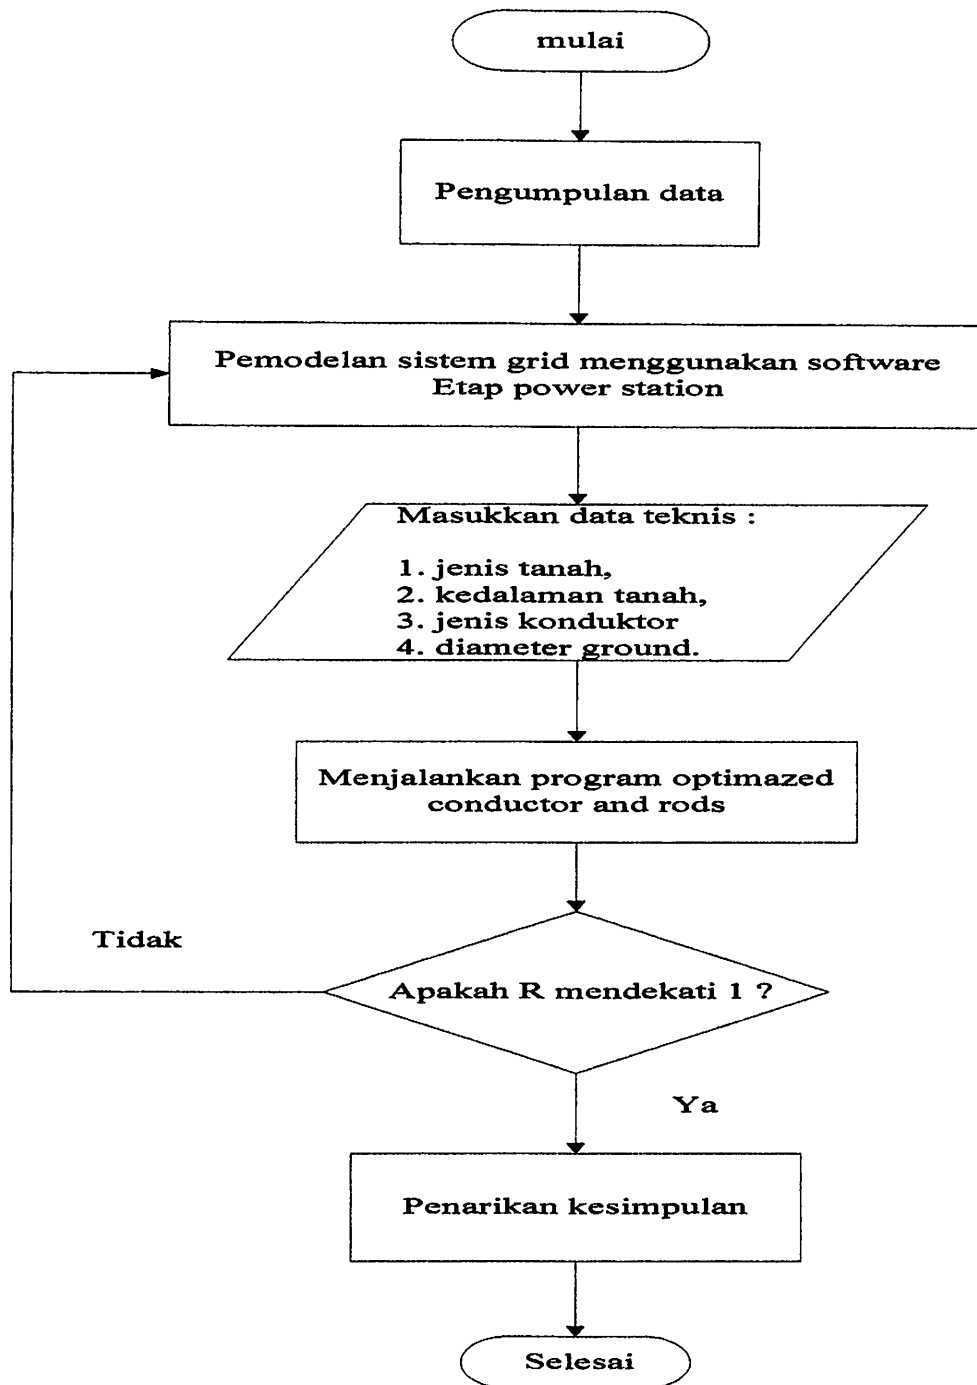 mulai
Pengumpulan data
Pemodelan sistem grid menggunakan software
Etap power station
Masukkan data teknis :
1. jenis tanah,
2. kedalaman tanah,
3. jenis konduktor
4. diameter ground.
Menjalankan program optimazed
conductor and rods
Tidak
Apakah R mendekati 1 ?
Ya
Penarikan kesimpulan
Selesai